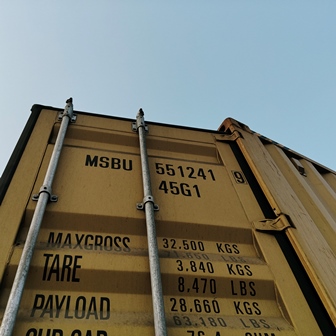 MSBU 551241 9
45G1
MAXGROSS 32.500 KGS
TARE 3.840 KGS
8.470 LBS
PAYLOAD 28.660 KGS
63.180 LBS